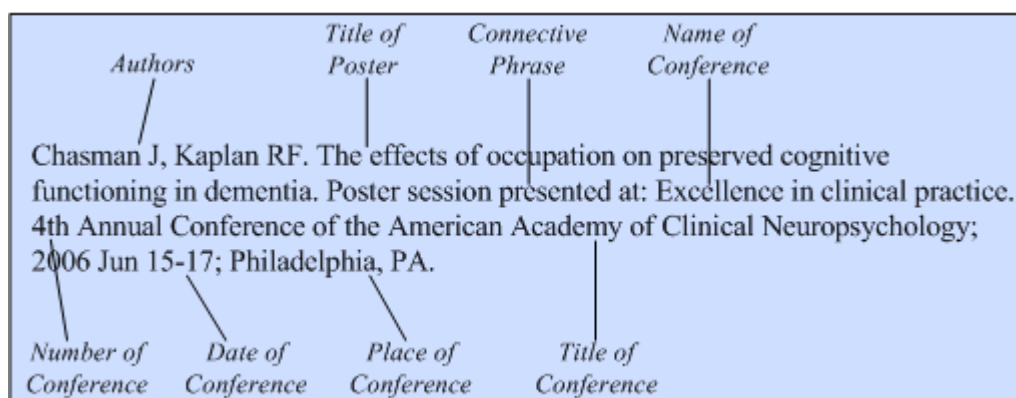 Title of Connective Name of
Authors Poster Phrase Conference
Chasman J, Kaplan RF. The effects of occupation on preserved cognitive
functioning in dementia. Poster session presented at: Excellence in clinical practice.
4th Annual Conference of the American Academy of Clinical Neuropsychology;
2006 Jun 15-17; Philadelphia, PA.
Number of Date of Place of Title of
Conference Conference Conference Conference